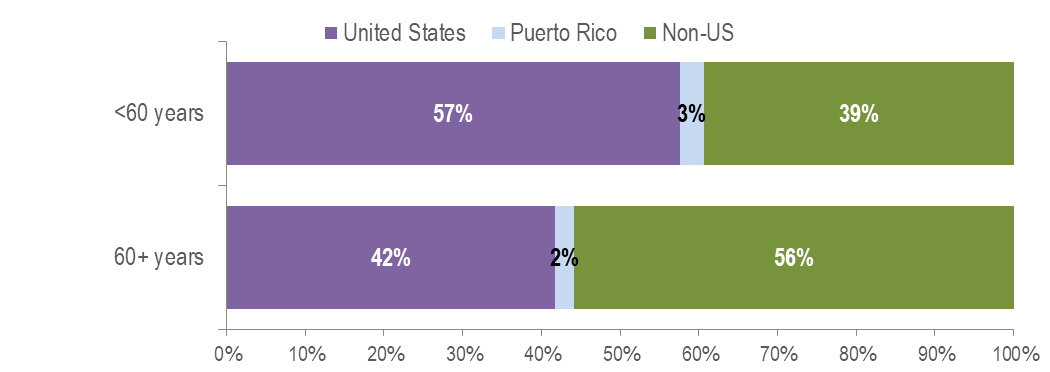 United States Puerto Rico Non-US
<60 years 57% 3% 39%
60+ years 42% 2% 56%
0% 10% 20% 30% 40% 50% 60% 70% 80% 90% 100%